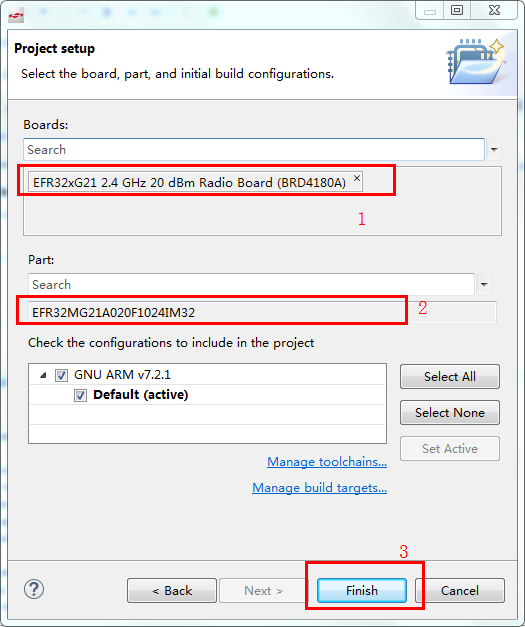 Project setup
Select the board, part, and initial build configurations.
Boards:
Search
EFR32xG21 2.4 GHz 20 dBm Radio Board (BRD4180A) ×
1
Part:
Search
EFR32MG21A020F1024IM32
2
Check the configurations to include in the project
GNU ARM v7.2.1
Default (active)
Select All
Select None
Set Active
Manage toolchains...
Manage build targets...
3
?
< Back
Next >
Finish
Cancel